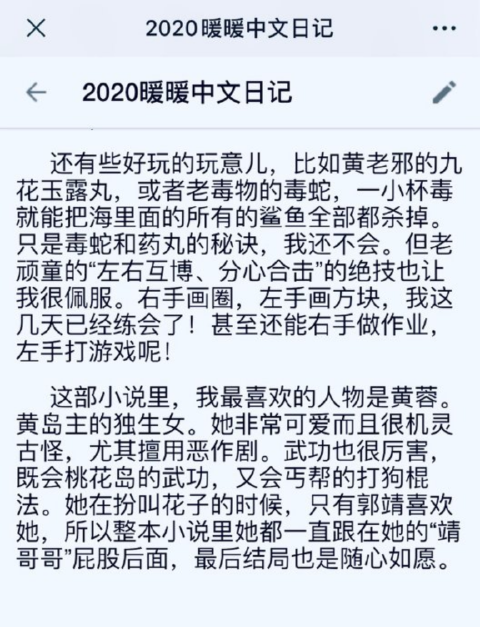 2020暖暖中文日记
2020暖暖中文日记
还有些好玩的玩意儿，比如黄老邪的九
花玉露丸，或者老毒物的毒蛇，一小杯毒
就能把海里面的所有的鲨鱼全部都杀掉。
只是毒蛇和药丸的秘诀，我还不会。但老
顽童的“左右互博、分心合击”的绝技也让
我很佩服。右手画圈，左手画方块，我这
几天已经练会了！甚至还能右手做作业，
左手打游戏呢！
这部小说里，我最喜欢的人物是黄蓉。
黄岛主的独生女。她非常可爱而且很机灵
古怪，尤其擅用恶作剧。武功也很厉害，
既会桃花岛的武功，又会丐帮的打狗棍
法。她在扮叫花子的时候，只有郭靖喜欢
她，所以整本小说里她都一直跟在她的“靖
哥哥”屁股后面，最后结局也是随心如愿。